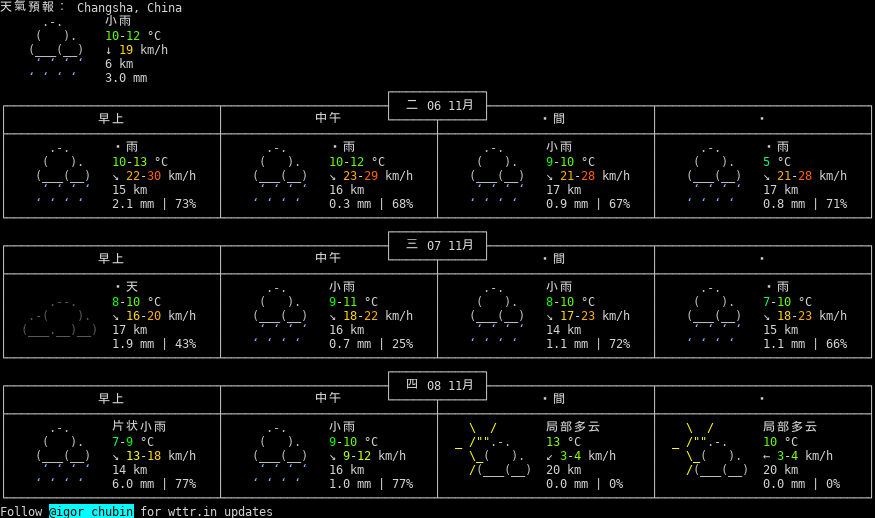 天氣預報： Changsha, China
小雨
10-12 °C
↓ 19 km/h
6 km
3.0 mm
二 06 11月
早上 中午 ・間 ・
・雨 ・雨 小雨 ・雨
10-13 °C 10-12 °C 9-10 °C 5 °C
↘ 22-30 km/h ↘ 23-29 km/h ↘ 21-28 km/h ↘ 21-28 km/h
15 km 16 km 17 km 17 km
2.1 mm | 73% 0.3 mm | 68% 0.9 mm | 67% 0.8 mm | 71%
三 07 11月
早上 中午 ・間 ・
・天 小雨 小雨 ・雨
8-10 °C 9-11 °C 8-10 °C 7-10 °C
↘ 16-20 km/h ↘ 18-22 km/h ↘ 17-23 km/h ↘ 18-23 km/h
17 km 16 km 14 km 15 km
1.9 mm | 43% 0.7 mm | 25% 1.1 mm | 72% 1.1 mm | 66%
四 08 11月
早上 中午 ・間 ・
片状小雨 小雨 局部多云 局部多云
7-9 °C 9-10 °C 13 °C 10 °C
↘ 13-18 km/h ↘ 9-12 km/h ↙ 3-4 km/h ← 3-4 km/h
14 km 16 km 20 km 20 km
6.0 mm | 77% 1.0 mm | 77% 0.0 mm | 0% 0.0 mm | 0%
Follow @igor_chubin for wttr.in updates